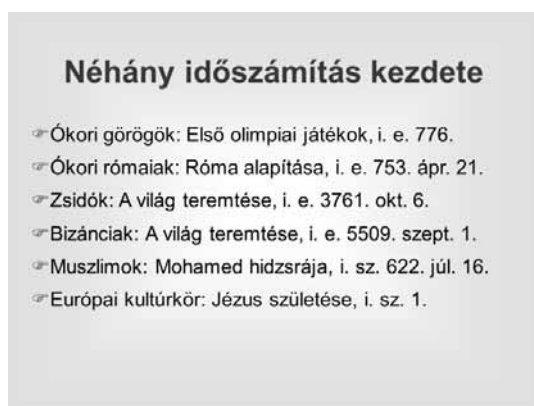 Néhány időszámítás kezdete
☞Ókori görögök: Első olimpiai játékok, i. e. 776.
☞Ókori rómaiak: Róma alapítása, i. e. 753. ápr. 21.
☞Zsidók: A világ teremtése, i. e. 3761. okt. 6.
☞Bizánciak: A világ teremtése, i. e. 5509. szept. 1.
☞Muszlimok: Mohamed hidzsrája, i. sz. 622. júl. 16.
☞Európai kultúrkör: Jézus születése, i. sz. 1.